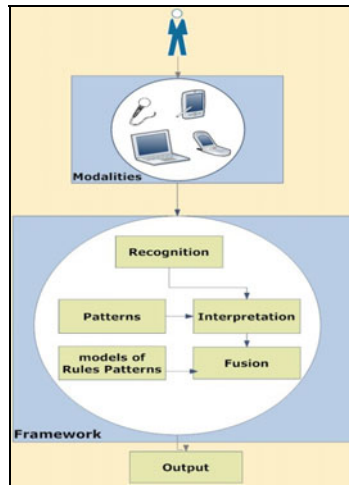 Modalities
Recognition
Patterns
Interpretation
models of
Rules Patterns
Fusion
Framework
Output